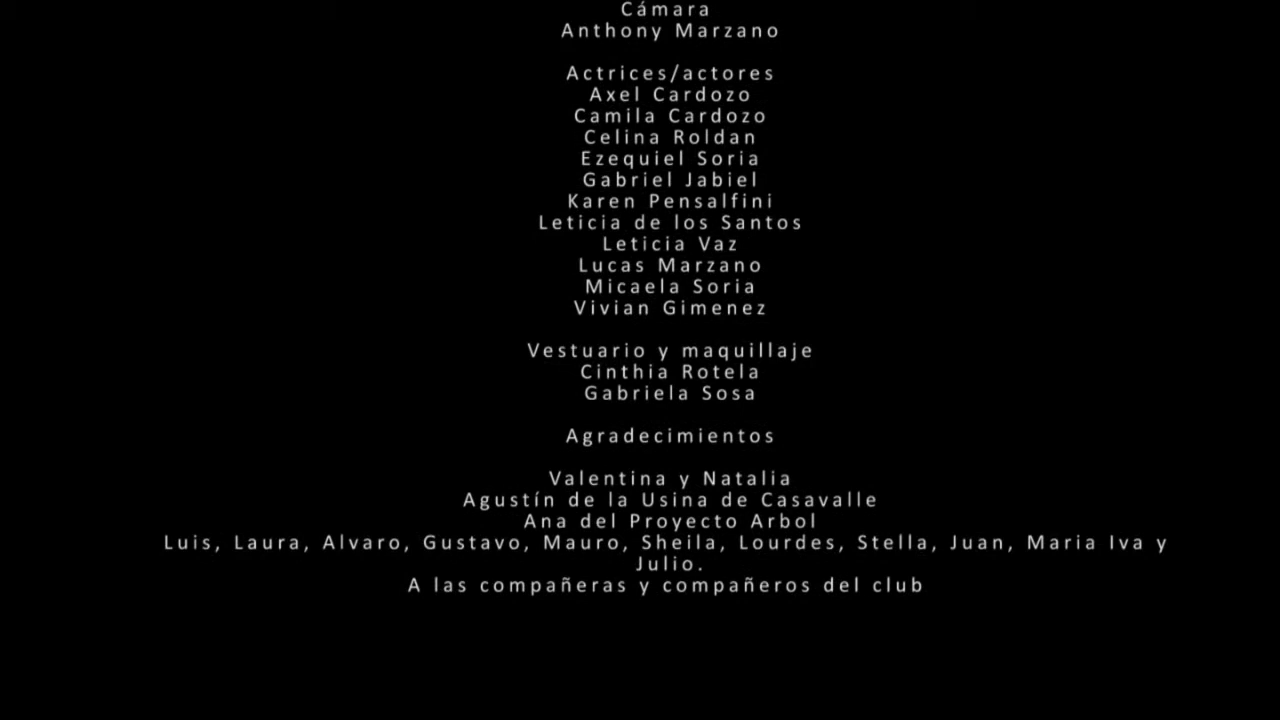 Cámara
Anthony Marzano
Actrices/actores
Axel Cardozo
Camila Cardozo
Celina Roldan
Ezequiel Soria
Gabriel Jabiel
Karen Pensalfini
Leticia de los Santos
Leticia Vaz
Lucas Marzano
Micaela Soria
Vivian Gimenez
Vestuario y maquillaje
Cinthia Rotela
Gabriela Sosa
Agradecimientos
Valentina y Natalia
Agustín de la Usina de Casavalle
Ana del Proyecto Arbol
Luis, Laura, Alvaro, Gustavo, Mauro, Sheila, Lourdes, Stella, Juan, Maria Iva y
Julio.
A las compañeras y compañeros del club